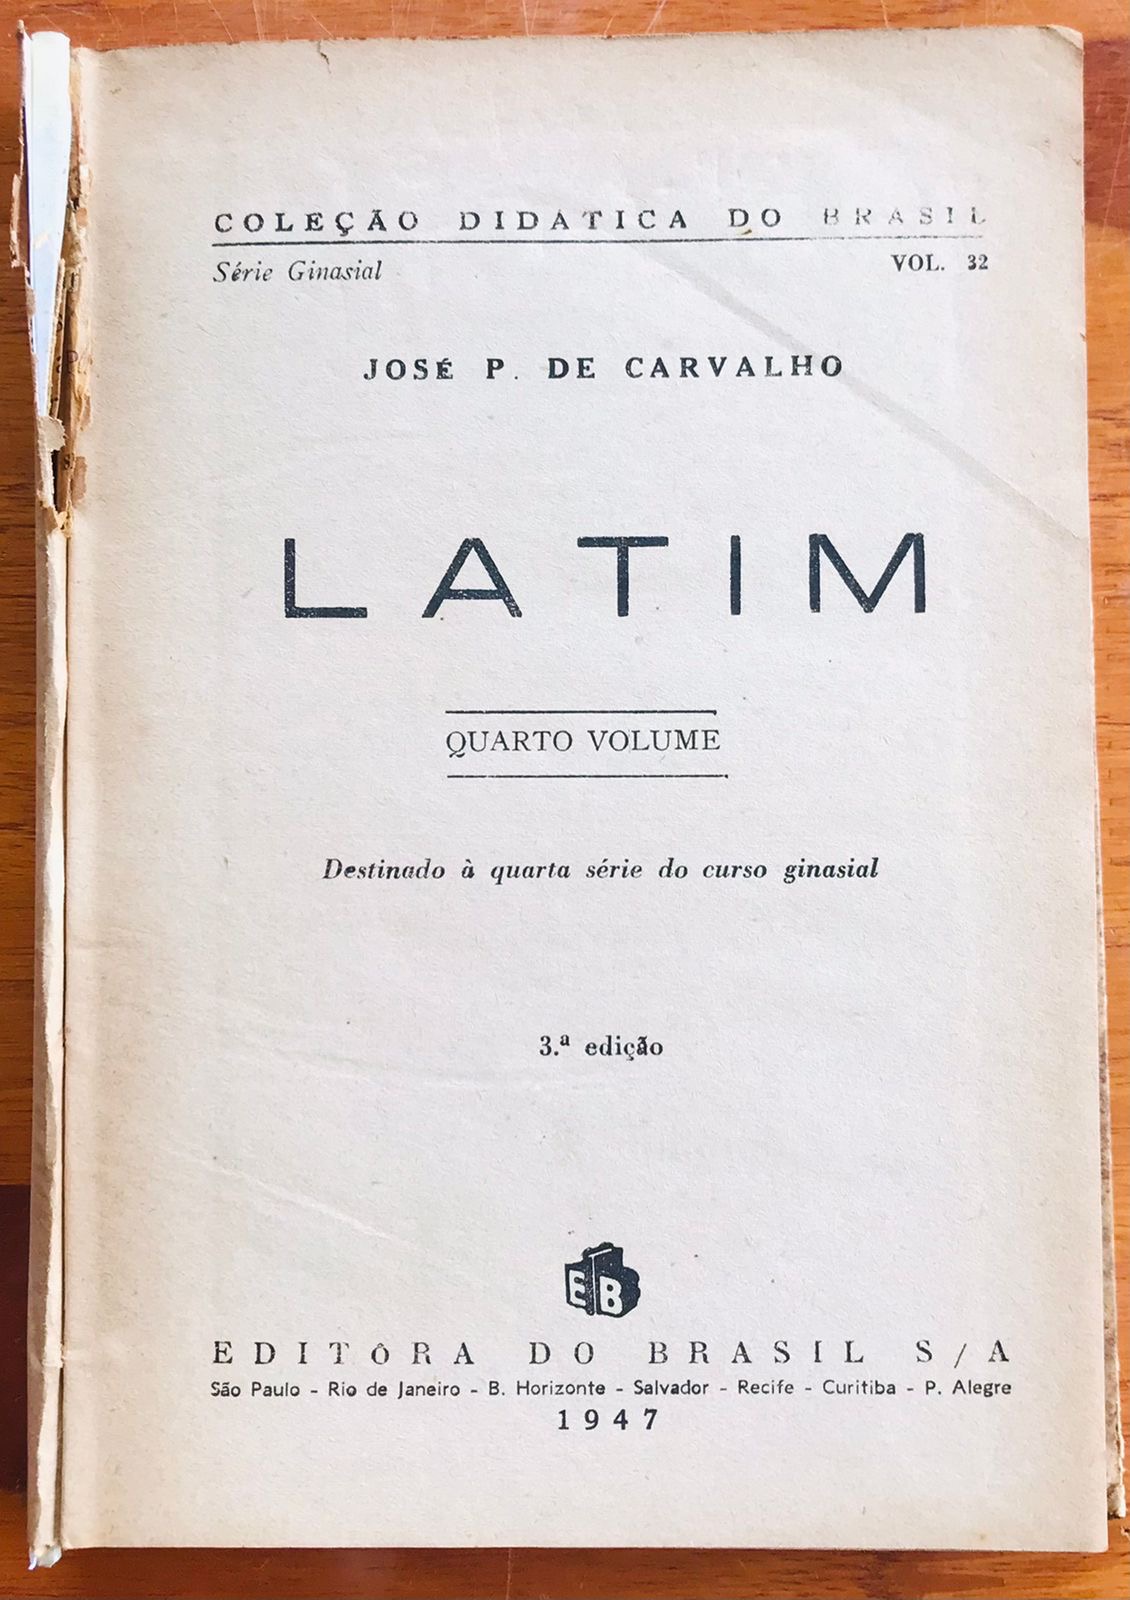 COLEÇÃO DIDÁTICA DO BRASIL
Série Ginasial VOL. 32
JOSÉ P. DE CARVALHO
LATIM
QUARTO VOLUME
Destinado à quarta série do curso ginasial
3.ª edição
EB
EDITÔRA DO BRASIL S/A
São Paulo - Rio de Janeiro - B. Horizonte - Salvador - Recife - Curitiba - P. Alegre
1947